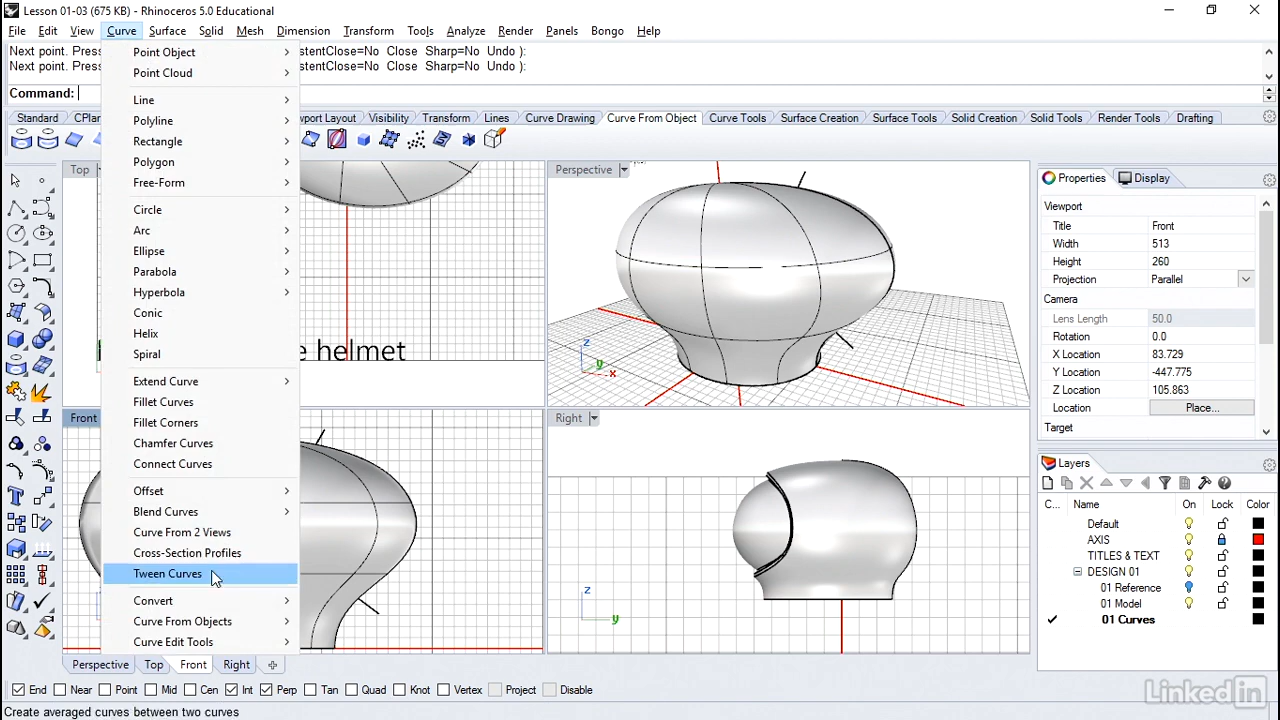 Lesson 01-03 (675 KB) - Rhinoceros 5.0 Educational
File Edit View Curve Surface Solid Mesh Dimension Transform Tools Analyze Render Panels Bongo Help
Next point. Press istentClose=No Close Sharp=No Undo ):
Next point. Press istentClose=No Close Sharp=No Undo ):
Command:
Standard CPlan wport Layout Visibility Transform Lines Curve Drawing Curve From Object Curve Tools Surface Creation Surface Tools Solid Creation Solid Tools Render Tools Drafting
Point Object
Point Cloud
Line
Polyline
Rectangle
Polygon
Free-Form
Circle
Arc
Ellipse
Parabola
Hyperbola
Conic
Helix
Spiral
Extend Curve
Fillet Curves
Fillet Corners
Chamfer Curves
Connect Curves
Offset
Blend Curves
Curve From 2 Views
Cross-Section Profiles
Tween Curves
Convert
Curve From Objects
Curve Edit Tools
Top
e helmet
Perspective
z
y
x
Front
Right
z
y
Properties Display
Viewport
Title Front
Width 513
Height 260
Projection Parallel
Camera
Lens Length 50.0
Rotation 0.0
X Location 83.729
Y Location -447.775
Z Location 105.863
Location Place...
Target
Layers
C... Name On Lock Color
Default
AXIS
TITLES & TEXT
DESIGN 01
01 Reference
01 Model
01 Curves
Perspective Top Front Right
End Near Point Mid Cen Int Perp Tan Quad Knot Vertex Project Disable
Create averaged curves between two curves
Linked in